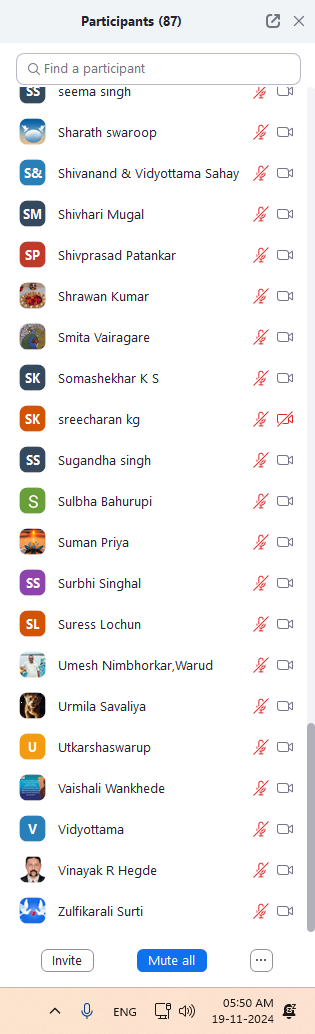 Participants (87)
Find a participant
SS seema singh
Sharath swaroop
S& Shivanand & Vidyottama Sahay
SM Shivhari Mugal
SP Shivprasad Patankar
Shrawan Kumar
Smita Vairagare
SK Somashekhar K S
SK sreecharan kg
SS Sugandha singh
S Sulbha Bahurupi
Suman Priya
SS Surbhi Singhal
SL Suress Lochun
Umesh Nimbhorkar,Warud
Urmila Savaliya
U Utkarshaswarup
Vaishali Wankhede
V Vidyottama
Vinayak R Hegde
Zulfikarali Surti
Invite Mute all ...
ENG 05:50 AM
19-11-2024